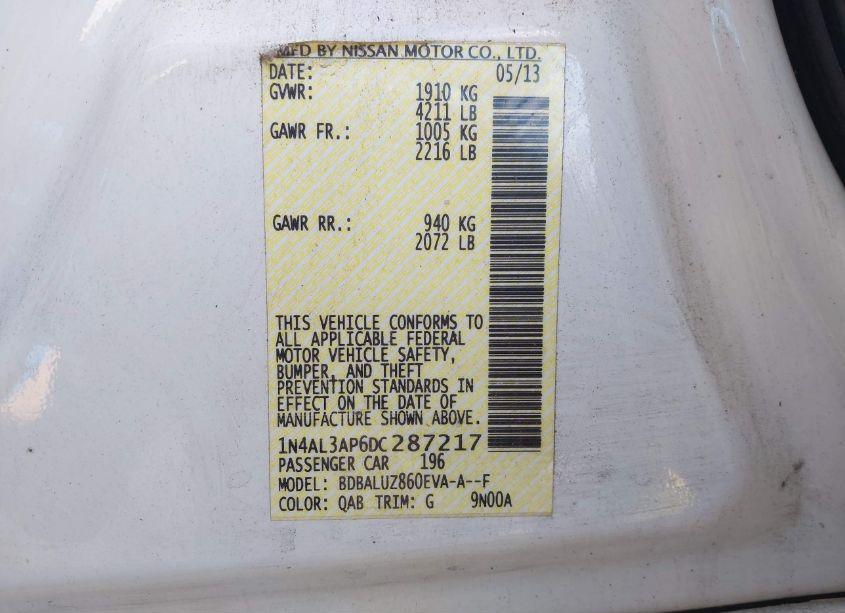 MFD BY NISSAN MOTOR CO., LTD.
DATE: 05/13
GVWR: 1910 KG
4211 LB
GAWR FR.: 1005 KG
2216 LB
GAWR RR.: 940 KG
2072 LB
THIS VEHICLE CONFORMS TO
ALL APPLICABLE FEDERAL
MOTOR VEHICLE SAFETY,
BUMPER, AND THEFT
PREVENTION STANDARDS IN
EFFECT ON THE DATE OF
MANUFACTURE SHOWN ABOVE.
1N4AL3AP6DC287217
PASSENGER CAR 196
MODEL: BDBALUZ860EVA-A--F
COLOR: QAB TRIM: G 9N00A